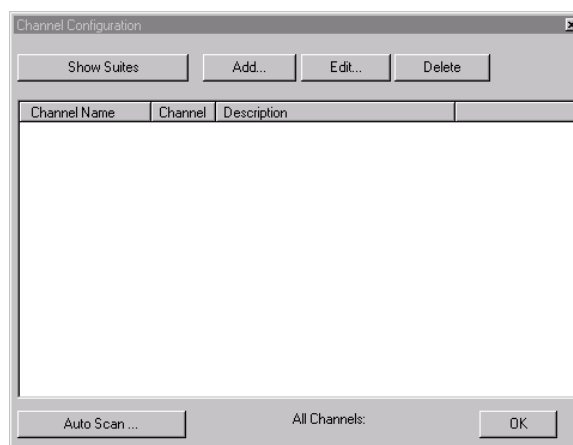 Channel Configuration
Show Suites Add... Edit... Delete
Channel Name Channel Description
Auto Scan ... All Channels: OK